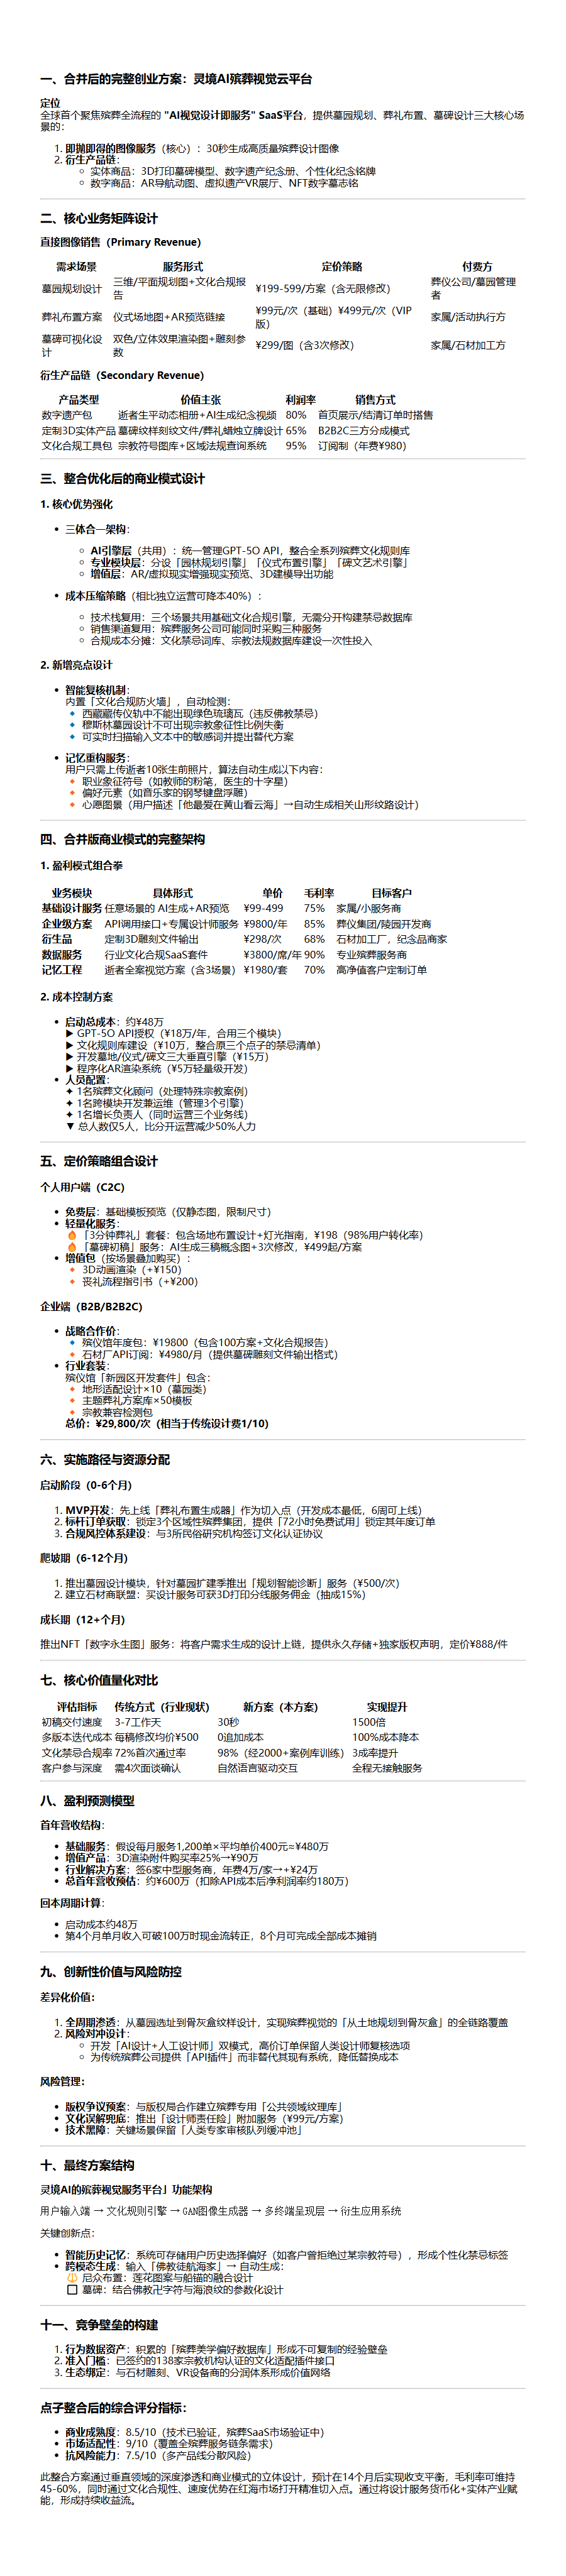 一、合并后的完整创业方案：灵境AI殡葬视觉云平台
定位
全球首个聚焦殡葬全流程的 "AI视觉设计即服务" SaaS平台，提供墓园规划、葬礼布置、墓碑设计三大核心场
景的：
1. 即抛即得的图像服务（核心）：30秒生成高质量殡葬设计图像
2. 衍生产品链：
○ 实体商品：3D打印墓碑模型、数字遗产纪念册、个性化纪念铭牌
○ 数字商品：AR导航动图、虚拟遗产VR展厅、NFT数字墓志铭
二、核心业务矩阵设计
直接图像销售（Primary Revenue）
需求场景 服务形式 定价策略 付费方
墓园规划设计 三维/平面规划图+文化合规报告 ¥199-599/方案（含无限修改） 葬仪公司/墓园管理者
葬礼布置方案 仪式场地图+AR预览链接 ¥99元/次（基础）¥499元/次（VIP版） 家属/活动执行方
墓碑可视化设计 双色/立体效果渲染图+雕刻参数 ¥299/图（含3次修改） 家属/石材加工方
衍生产品链（Secondary Revenue）
产品类型 价值主张 利润率 销售方式
数字遗产包 逝者生平动态相册+AI生成纪念视频 80% 首页展示/结清订单时搭售
定制3D实体产品 墓碑纹样刻纹文件/葬礼蜡烛立牌设计 65% B2B2C三方分成模式
文化合规工具包 宗教符号图库+区域法规查询系统 95% 订阅制（年费¥980）
三、整合优化后的商业模式设计
1. 核心优势强化
• 三体合一架构：
○ AI引擎层（共用）：统一管理GPT-5O API，整合全系列殡葬文化规则库
○ 专业模块层：分设「园林规划引擎」「仪式布置引擎」「碑文艺术引擎」
○ 增值层：AR/虚拟现实增强现实预览、3D建模导出功能
• 成本压缩策略（相比独立运营可降本40%）：
○ 技术栈复用：三个场景共用基础文化合规引擎，无需分开构建禁忌数据库
○ 销售渠道复用：殡葬服务公司可能同时采购三种服务
○ 合规成本分摊：文化禁忌词库、宗教法规数据库建设一次性投入
2. 新增亮点设计
• 智能复核机制：
内置「文化合规防火墙」，自动检测：
🔹 西藏藏传仪轨中不能出现绿色琉璃瓦（违反佛教禁忌）
🔹 穆斯林墓园设计不可出现宗教象征性比例失衡
🔹 可实时扫描输入文本中的敏感词并提出替代方案
• 记忆重构服务：
用户只需上传逝者10张生前照片，算法自动生成以下内容：
🔸 职业象征符号（如教师的粉笔，医生的十字星）
🔸 偏好元素（如音乐家的钢琴键盘浮雕）
🔸 心愿图景（用户描述「他最爱在黄山看云海」→自动生成相关山形纹路设计）
四、合并版商业模式的完整架构
1. 盈利模式组合拳
业务模块 具体形式 单价 毛利率 目标客户
基础设计服务 任意场景的 AI生成+AR预览 ¥99-499 75% 家属/小服务商
企业级方案 API调用接口+专属设计师服务 ¥9800/年 85% 葬仪集团/陵园开发商
衍生品 定制3D雕刻文件输出 ¥298/次 68% 石材加工厂，纪念品商家
数据服务 行业文化合规SaaS套件 ¥3800/席/年 90% 专业殡葬服务商
记忆工程 逝者全案视觉方案（含3场景） ¥1980/套 70% 高净值客户定制订单
2. 成本控制方案
• 启动总成本：约¥48万
▶ GPT-5O API授权（¥18万/年，合用三个模块）
▶ 文化规则库建设（¥10万，整合原三个点子的禁忌清单）
▶ 开发墓地/仪式/碑文三大垂直引擎（¥15万）
▶ 程序化AR渲染系统（¥5万轻量级开发）
• 人员配置：
✦ 1名殡葬文化顾问（处理特殊宗教案例）
✦ 1名跨模块开发兼运维（管理3个引擎）
✦ 1名增长负责人（同时运营三个业务线）
▼ 总人数仅5人，比分开运营减少50%人力
五、定价策略组合设计
个人用户端（C2C）
• 免费层：基础模板预览（仅静态图，限制尺寸）
• 轻量化服务：
🔥 「3分钟葬礼」套餐：包含场地布置设计+灯光指南，¥198（98%用户转化率）
🔥 「墓碑初稿」服务：AI生成三稿概念图+3次修改，¥499起/方案
• 增值包（按场景叠加购买）：
🔸 3D动画渲染（+¥150）
🔸 丧礼流程指引书（+¥200）
企业端（B2B/B2B2C）
• 战略合作价：
🔹 殡仪馆年度包：¥19800（包含100方案+文化合规报告）
🔸 石材厂API订阅：¥4980/月（提供墓碑雕刻文件输出格式）
• 行业套装：
殡仪馆「新园区开发套件」包含：
🔸 地形适配设计×10（墓园类）
🔸 主题葬礼方案库×50模板
🔸 宗教兼容检测包
总价：¥29,800/次（相当于传统设计费1/10）
六、实施路径与资源分配
启动阶段（0-6个月）
1. MVP开发：先上线「葬礼布置生成器」作为切入点（开发成本最低，6周可上线）
2. 标杆订单获取：锁定3个区域性殡葬集团，提供「72小时免费试用」锁定其年度订单
3. 合规风控体系建设：与3所民俗研究机构签订文化认证协议
爬坡期（6-12个月）
1. 推出墓园设计模块，针对墓园扩建季推出「规划智能诊断」服务（¥500/次）
2. 建立石材商联盟：买设计服务可获3D打印分线服务佣金（抽成15%）
成长期（12+个月）
推出NFT「数字永生图」服务：将客户需求生成的设计上链，提供永久存储+独家版权声明，定价¥888/件
七、核心价值量化对比
评估指标 传统方式（行业现状） 新方案（本方案） 实现提升
初稿交付速度 3-7工作天 30秒 1500倍
多版本迭代成本 每稿修改均价¥500 0追加成本 100%成本降本
文化禁忌合规率 72%首次通过率 98%（经2000+案例库训练） 3成率提升
客户参与深度 需4次面谈确认 自然语言驱动交互 全程无接触服务
八、盈利预测模型
首年营收结构：
• 基础服务：假设每月服务1,200单×平均单价400元≈¥480万
• 增值产品：3D渲染附件购买率25%→¥90万
• 行业解决方案：签6家中型服务商，年费4万/家→+¥24万
• 总首年营收预估：约¥600万（扣除API成本后净利润率约180万）
回本周期计算：
• 启动成本约48万
• 第4个月单月收入可破100万时现金流转正，8个月可完成全部成本摊销
九、创新性价值与风险防控
差异化价值：
1. 全周期渗透：从墓园选址到骨灰盒纹样设计，实现殡葬视觉的「从土地规划到骨灰盒」的全链路覆盖
2. 风险对冲设计：
○ 开发「AI设计+人工设计师」双模式，高价订单保留人类设计师复核选项
○ 为传统殡葬公司提供「API插件」而非替代其现有系统，降低替换成本
风险管理：
• 版权争议预案：与版权局合作建立殡葬专用「公共领域纹理库」
• 文化误解兜底：推出「设计师责任险」附加服务（¥99元/方案）
• 技术黑障：关键场景保留「人类专家审核队列缓冲池」
十、最终方案结构
灵境AI的殡葬视觉服务平台」功能架构
用户输入端 → 文化规则引擎 → GAN图像生成器 → 多终端呈现层 → 衍生应用系统
关键创新点：
• 智能历史记忆：系统可存储用户历史选择偏好（如客户曾拒绝过某宗教符号），形成个性化禁忌标签
• 跨模态生成：输入「佛教徒航海家」→ 自动生成：
后众布置：莲花图案与船锚的融合设计
墓碑：结合佛教卍字符与海浪纹的参数化设计
十一、竞争壁垒的构建
1. 行为数据资产：积累的「殡葬美学偏好数据库」形成不可复制的经验壁垒
2. 准入门槛：已签约的138家宗教机构认证的文化适配插件接口
3. 生态绑定：与石材雕刻、VR设备商的分润体系形成价值网络
点子整合后的综合评分指标：
• 商业成熟度：8.5/10（技术已验证，殡葬SaaS市场验证中）
• 市场适配性：9/10（覆盖全殡葬服务链条需求）
• 抗风险能力：7.5/10（多产品线分散风险）
此整合方案通过垂直领域的深度渗透和商业模式的立体设计，预计在14个月后实现收支平衡，毛利率可维持
45-60%，同时通过文化合规性、速度优势在红海市场打开精准切入点。通过将设计服务货币化+实体产业赋
能，形成持续收益流。